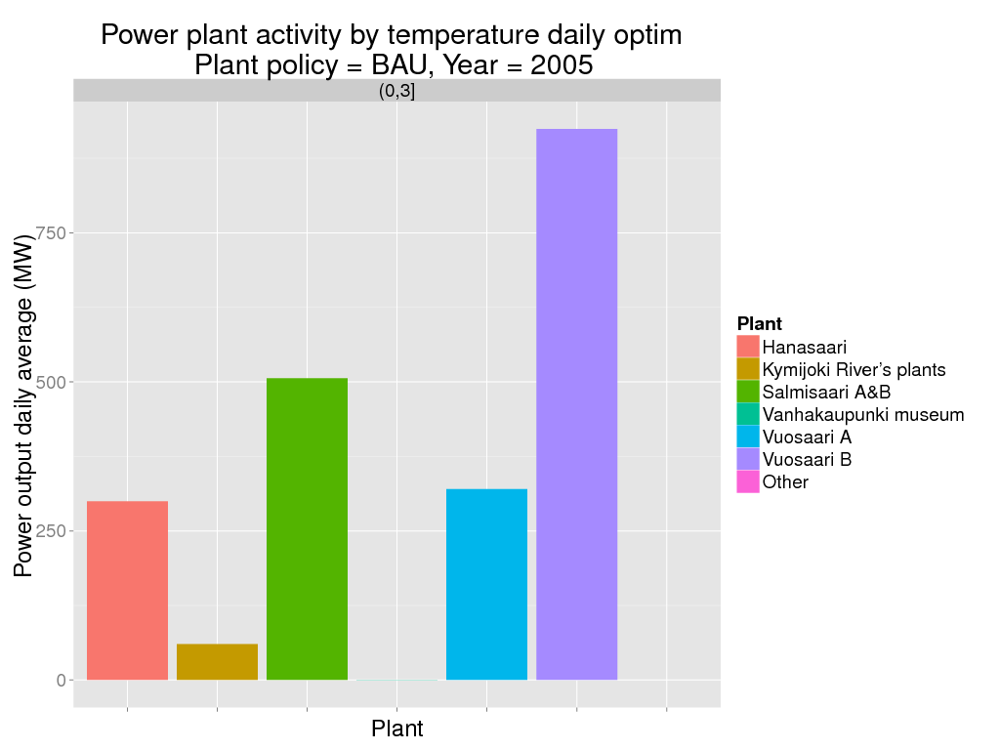 Power plant activity by temperature daily optim
Plant policy = BAU, Year = 2005
(0,3]
Power output daily average (MW)
750
500
250
0
Plant
Plant
Hanasaari
Kymijoki River’s plants
Salmisaari A&B
Vanhakaupunki museum
Vuosaari A
Vuosaari B
Other